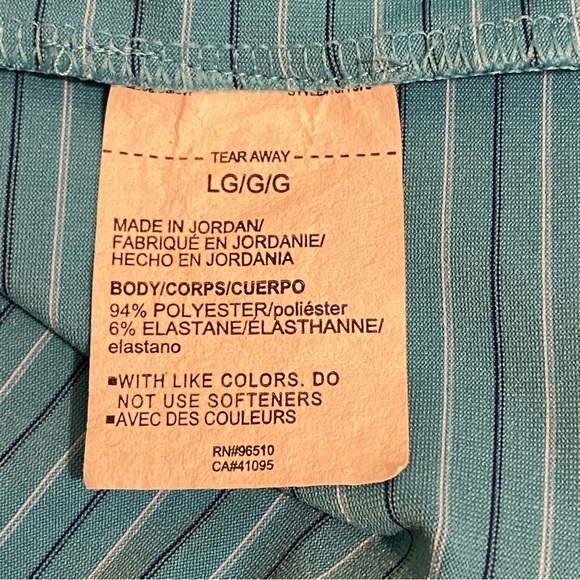 TEAR AWAY
LG/G/G
MADE IN JORDAN/
FABRIQUÉ EN JORDANIE/
HECHO EN JORDANIA
BODY/CORPS/CUERPO
94% POLYESTER/poliéster
6% ELASTANE/ÉLASTHANNE/
elastano
▪WITH LIKE COLORS. DO
NOT USE SOFTENERS
▪AVEC DES COULEURS
RN#96510
CA#41095